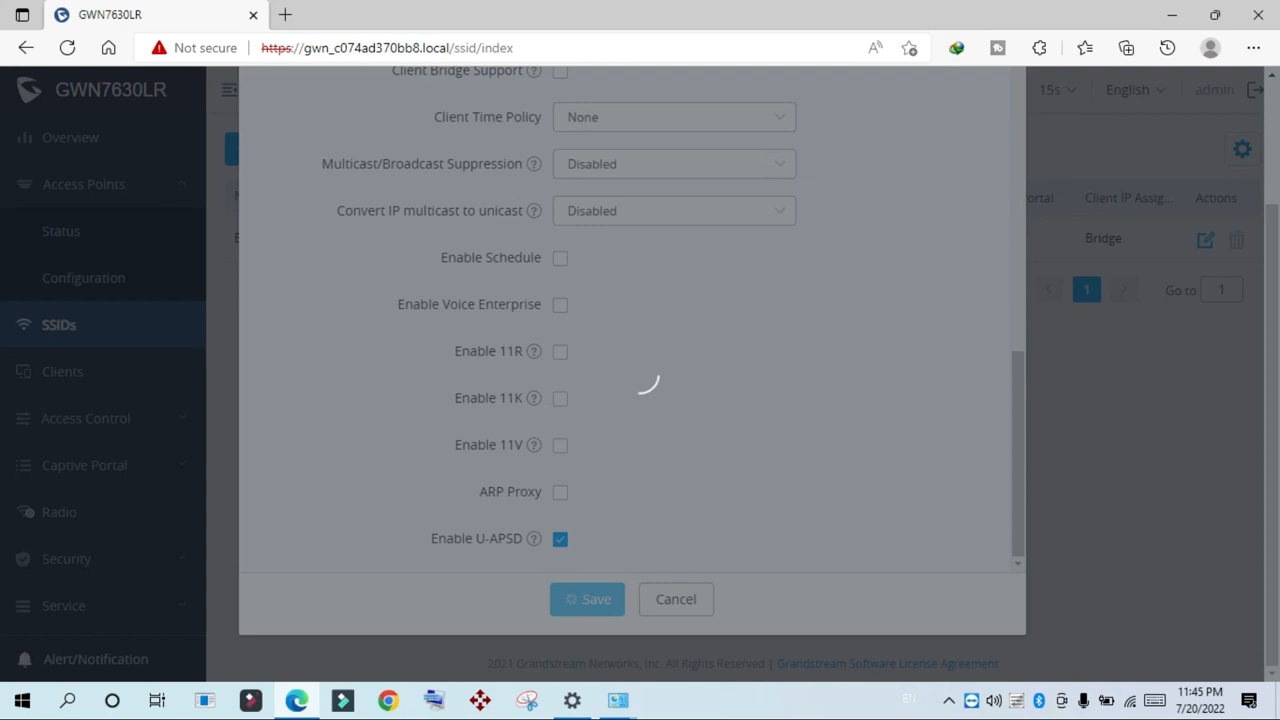 GWN7630LR
Not secure
https://gwn_c074ad370bb8.local/ssid/index
GWN7630LR
15s
English
admin
Overview
Access Points
Status
Configuration
SSIDs
Clients
Access Control
Captive Portal
Radio
Security
Service
Alert/Notification
Client Bridge Support
Client Time Policy None
Multicast/Broadcast Suppression Disabled
Convert IP multicast to unicast Disabled
Enable Schedule
Enable Voice Enterprise
Enable 11R
Enable 11K
Enable 11V
ARP Proxy
Enable U-APSD
Save Cancel
ortal Client IP Assig... Actions
Bridge
1 Go to 1
2021 Grandstream Networks, Inc. All Rights Reserved | Grandstream Software License Agreement
EN
11:45 PM
7/20/2022